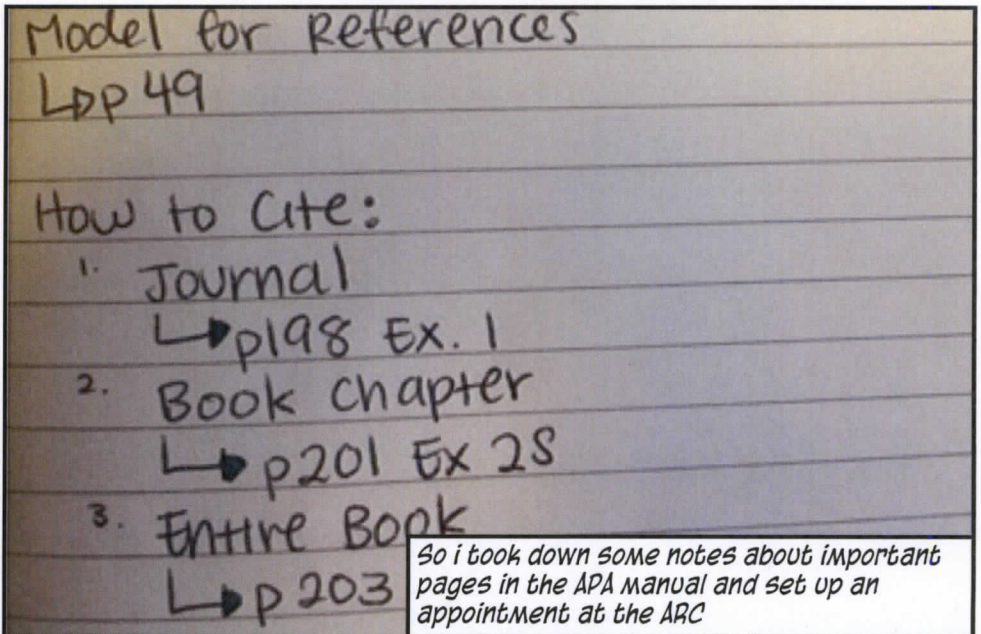 Model for References
↳p 49
How to Cite:
1. Journal
↳p198 Ex. 1
2. Book Chapter
↳p201 Ex 25
3. Entire Book
↳p 203
So i took down some notes about important
pages in the APA manual and set up an
appointment at the ARC